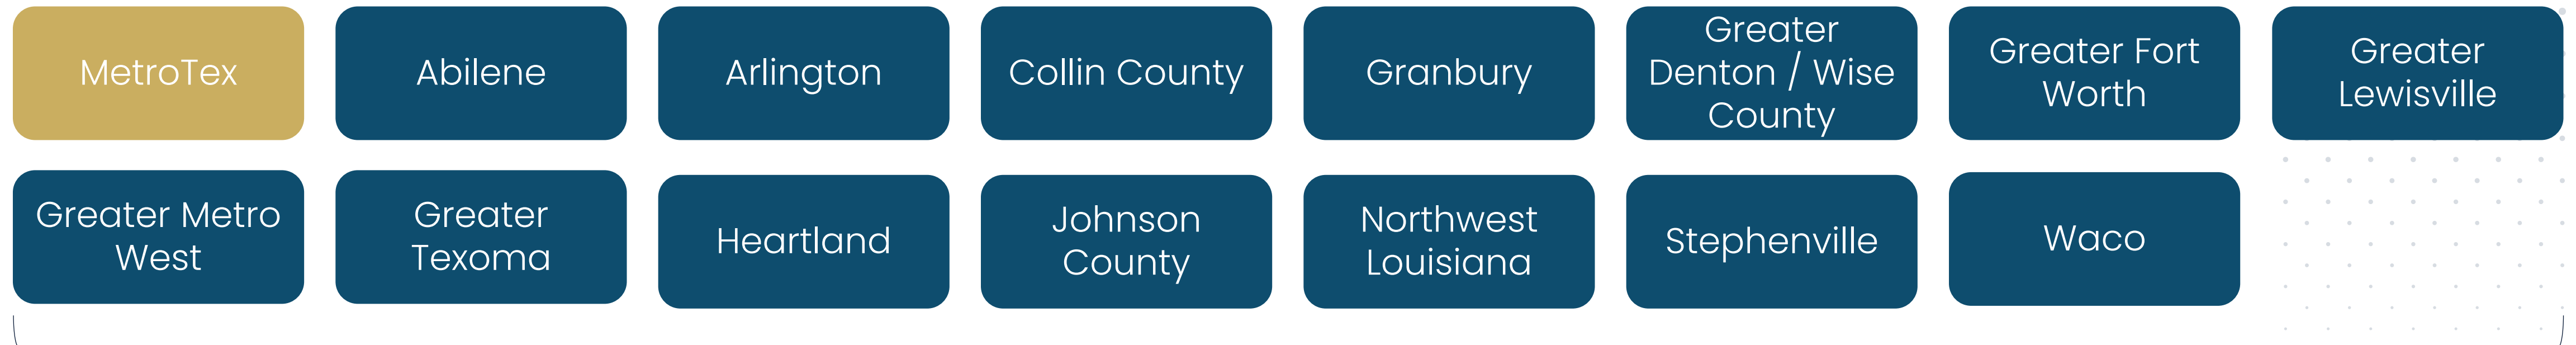 MetroTex
Abilene
Arlington
Collin County
Granbury
Greater
Denton / Wise
County
Greater Fort
Worth
Greater
Lewisville
Greater Metro
West
Greater
Texoma
Heartland
Johnson
County
Northwest
Louisiana
Stephenville
Waco